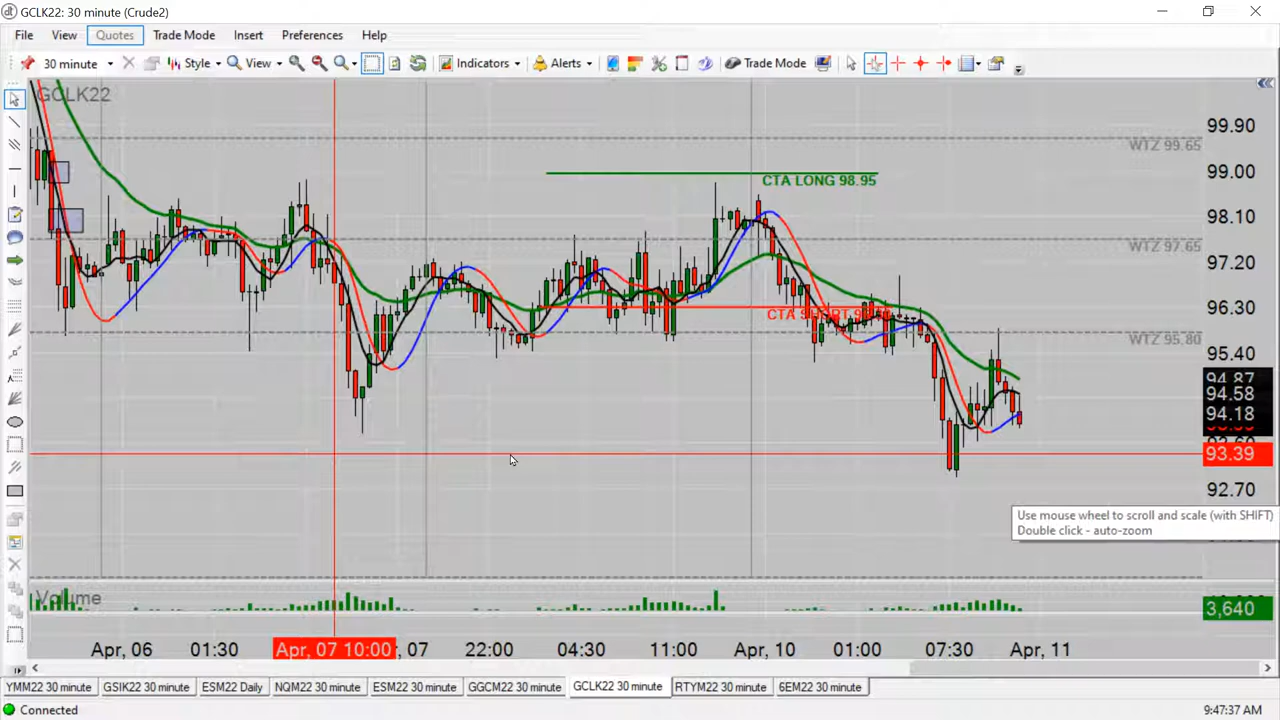 GCLK22: 30 minute (Crude2)
File View Quotes Trade Mode Insert Preferences Help
30 minute Style View Indicators Alerts Trade Mode
GCLK22
99.90
WTZ 99.65
99.00
CTA LONG 98.95
98.10
WTZ 97.65
97.20
96.30
CTA SHORT
WTZ 95.80
95.40
94.87
94.58
94.18
93.39
92.70
Use mouse wheel to scroll and scale (with SHIFT)
Double click - auto-zoom
Volume
3,640
Apr, 06 01:30 Apr, 07 10:00 07 22:00 04:30 11:00 Apr, 10 01:00 07:30 Apr, 11
YMM22 30 minute GSIK22 30 minute ESM22 Daily NQM22 30 minute ESM22 30 minute GGCM22 30 minute GCLK22 30 minute RTYM22 30 minute 6EM22 30 minute
Connected 9:47:37 AM